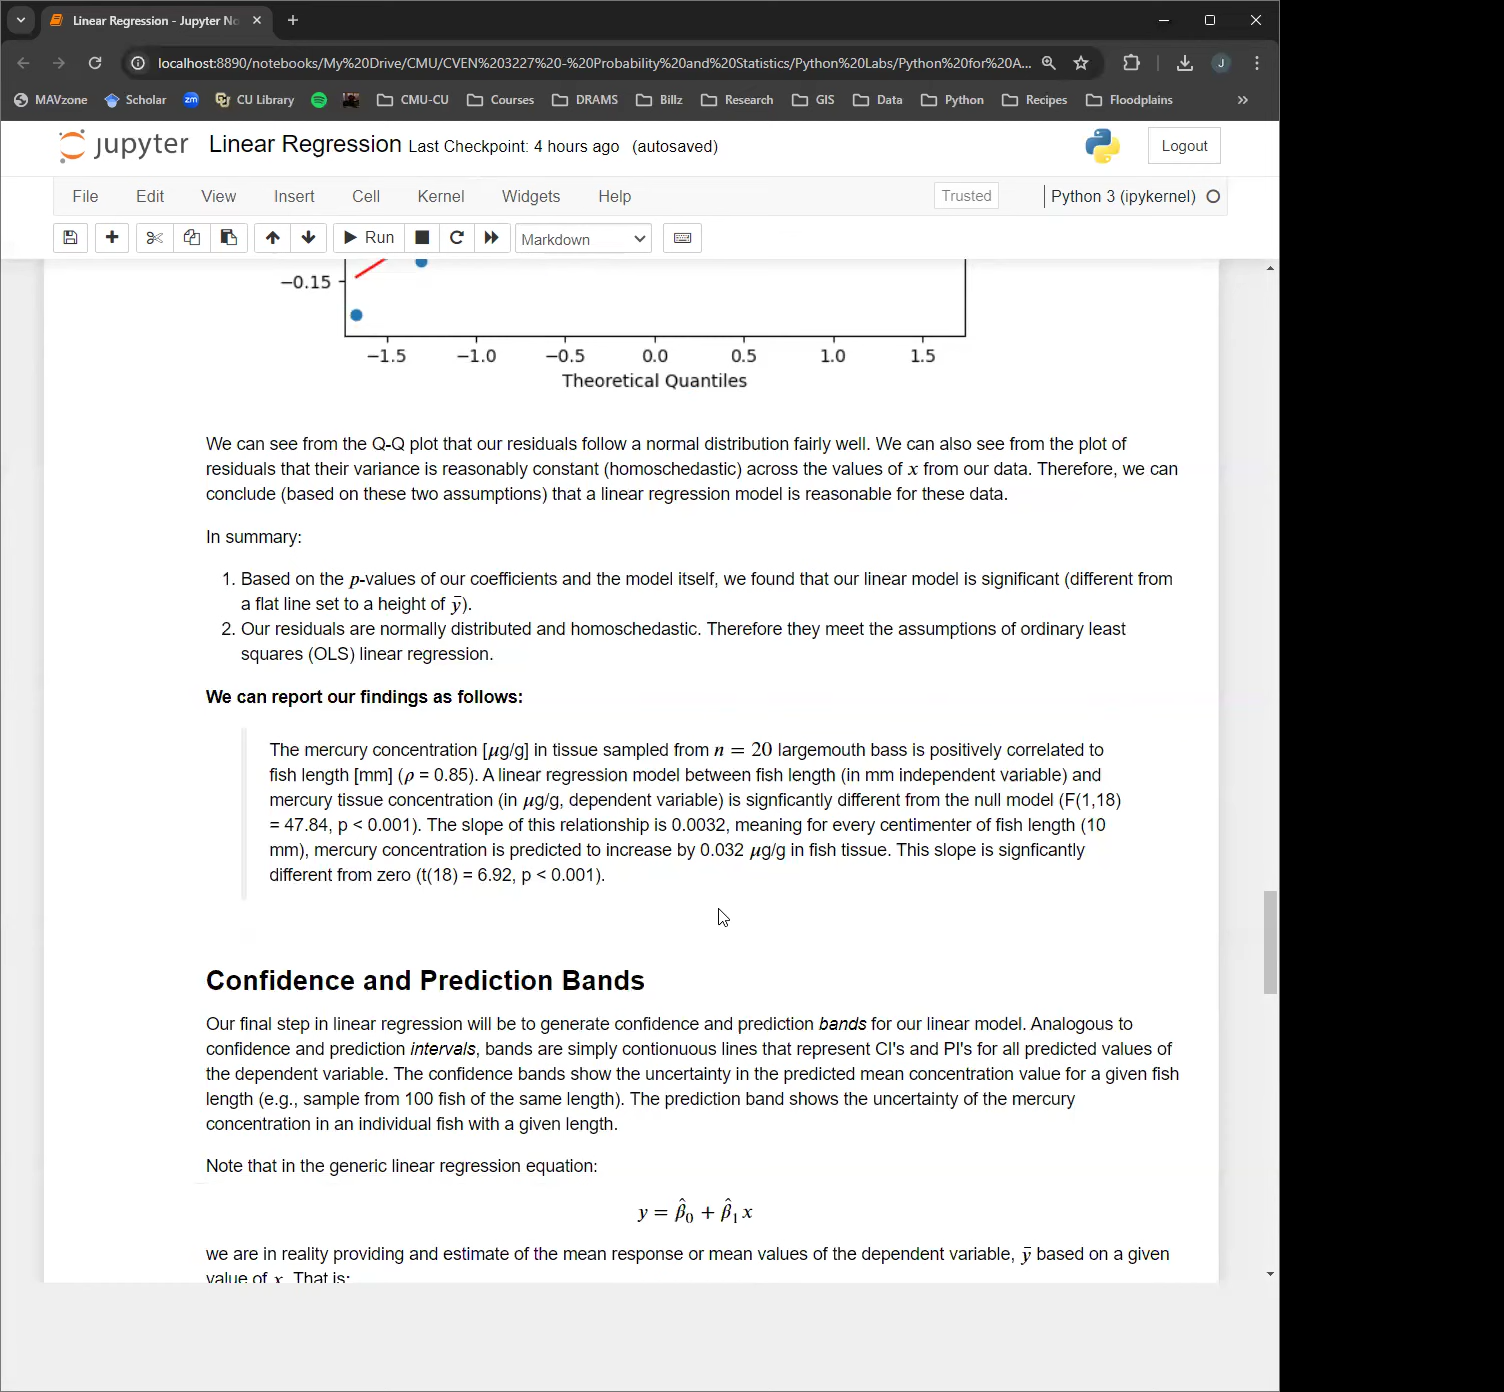 Linear Regression - Jupyter No
localhost:8890/notebooks/My%20Drive/CMU/CVEN%203227%20-%20Probability%20and%20Statistics/Python%20Labs/Python%20for%20A...
J
MAVzone Scholar zm CU Library CMU-CU Courses DRAMS Billz Research GIS Data Python Recipes Floodplains »
jupyter Linear Regression Last Checkpoint: 4 hours ago (autosaved) Logout
File Edit View Insert Cell Kernel Widgets Help Trusted Python 3 (ipykernel)
Run Markdown
−0.15
−1.5 −1.0 −0.5 0.0 0.5 1.0 1.5
Theoretical Quantiles
We can see from the Q-Q plot that our residuals follow a normal distribution fairly well. We can also see from the plot of
residuals that their variance is reasonably constant (homoschedastic) across the values of x from our data. Therefore, we can
conclude (based on these two assumptions) that a linear regression model is reasonable for these data.
In summary:
1. Based on the p-values of our coefficients and the model itself, we found that our linear model is significant (different from
a flat line set to a height of ȳ).
2. Our residuals are normally distributed and homoschedastic. Therefore they meet the assumptions of ordinary least
squares (OLS) linear regression.
We can report our findings as follows:
The mercury concentration [μg/g] in tissue sampled from n = 20 largemouth bass is positively correlated to
fish length [mm] (ρ = 0.85). A linear regression model between fish length (in mm independent variable) and
mercury tissue concentration (in μg/g, dependent variable) is signficantly different from the null model (F(1,18)
= 47.84, p < 0.001). The slope of this relationship is 0.0032, meaning for every centimenter of fish length (10
mm), mercury concentration is predicted to increase by 0.032 μg/g in fish tissue. This slope is signficantly
different from zero (t(18) = 6.92, p < 0.001).
Confidence and Prediction Bands
Our final step in linear regression will be to generate confidence and prediction bands for our linear model. Analogous to
confidence and prediction intervals, bands are simply contionuous lines that represent CI's and PI's for all predicted values of
the dependent variable. The confidence bands show the uncertainty in the predicted mean concentration value for a given fish
length (e.g., sample from 100 fish of the same length). The prediction band shows the uncertainty of the mercury
concentration in an individual fish with a given length.
Note that in the generic linear regression equation:
y = β̂₀ + β̂₁x
we are in reality providing and estimate of the mean response or mean values of the dependent variable, ȳ based on a given
value of x. That is: